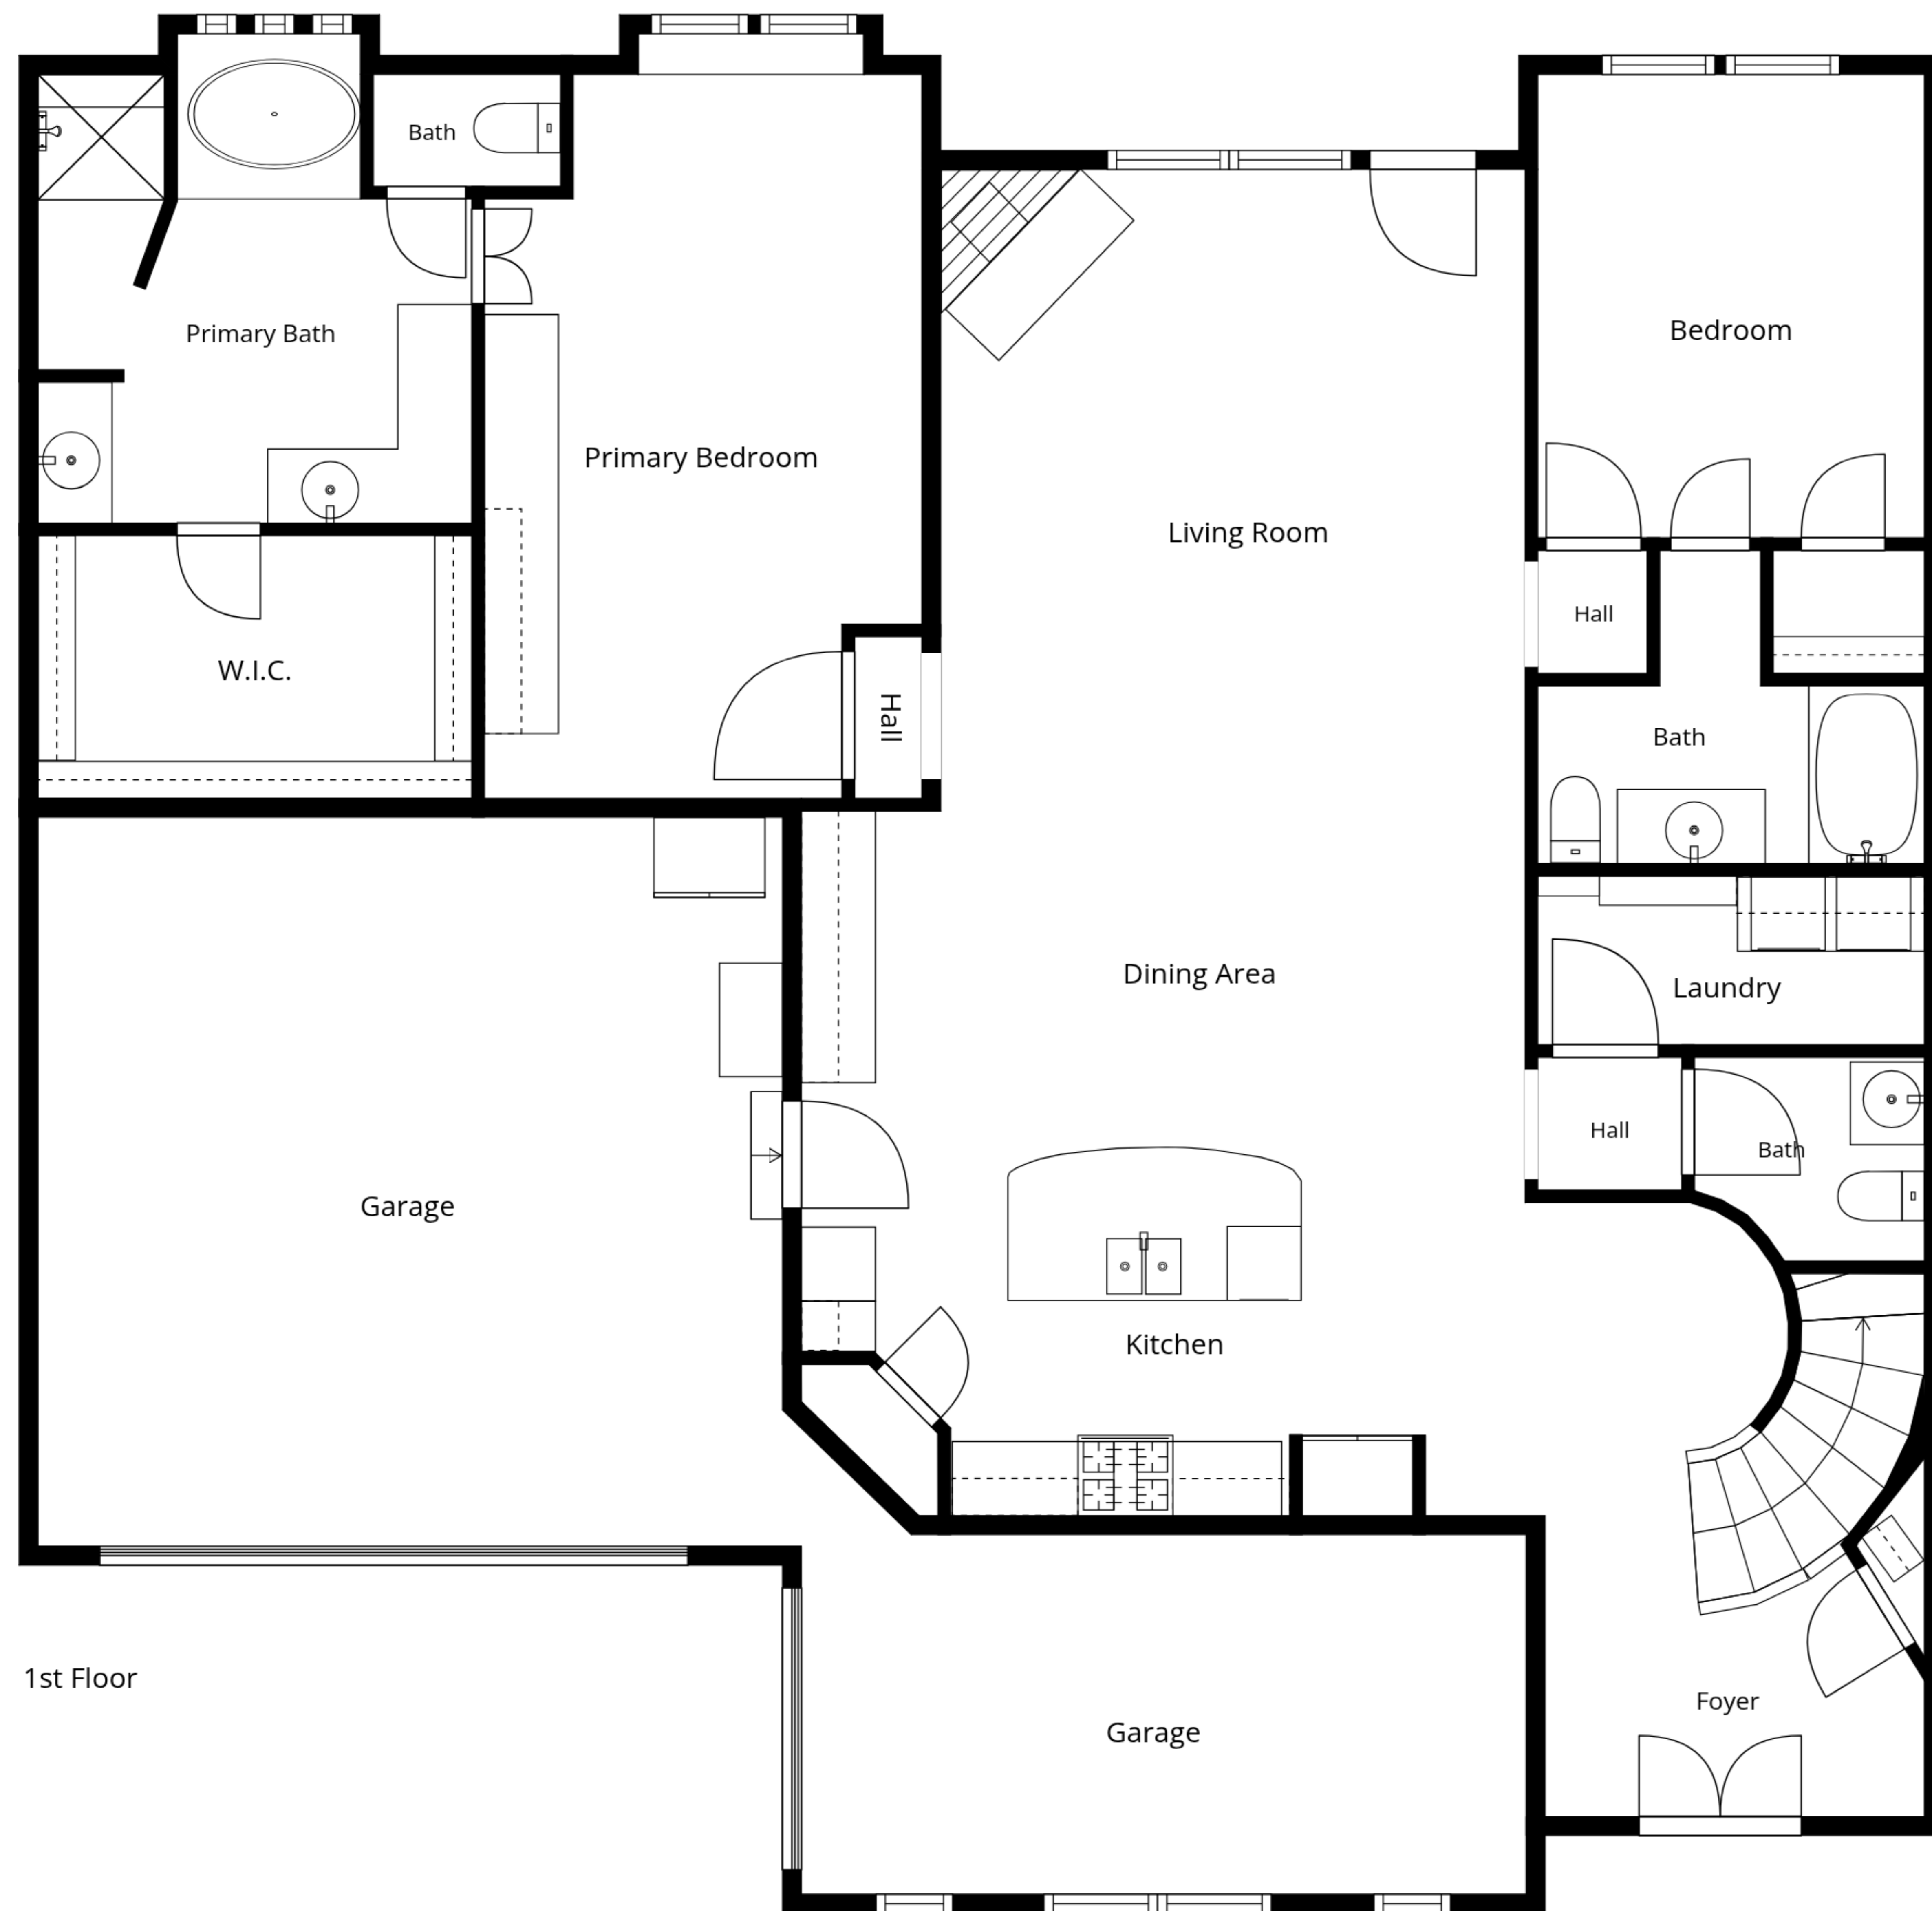 Bath
Primary Bath
Bedroom
Primary Bedroom
Living Room
Hall
W.I.C.
Hall
Bath
Dining Area
Laundry
Garage
Hall
Bath
Kitchen
1st Floor
Foyer
Garage